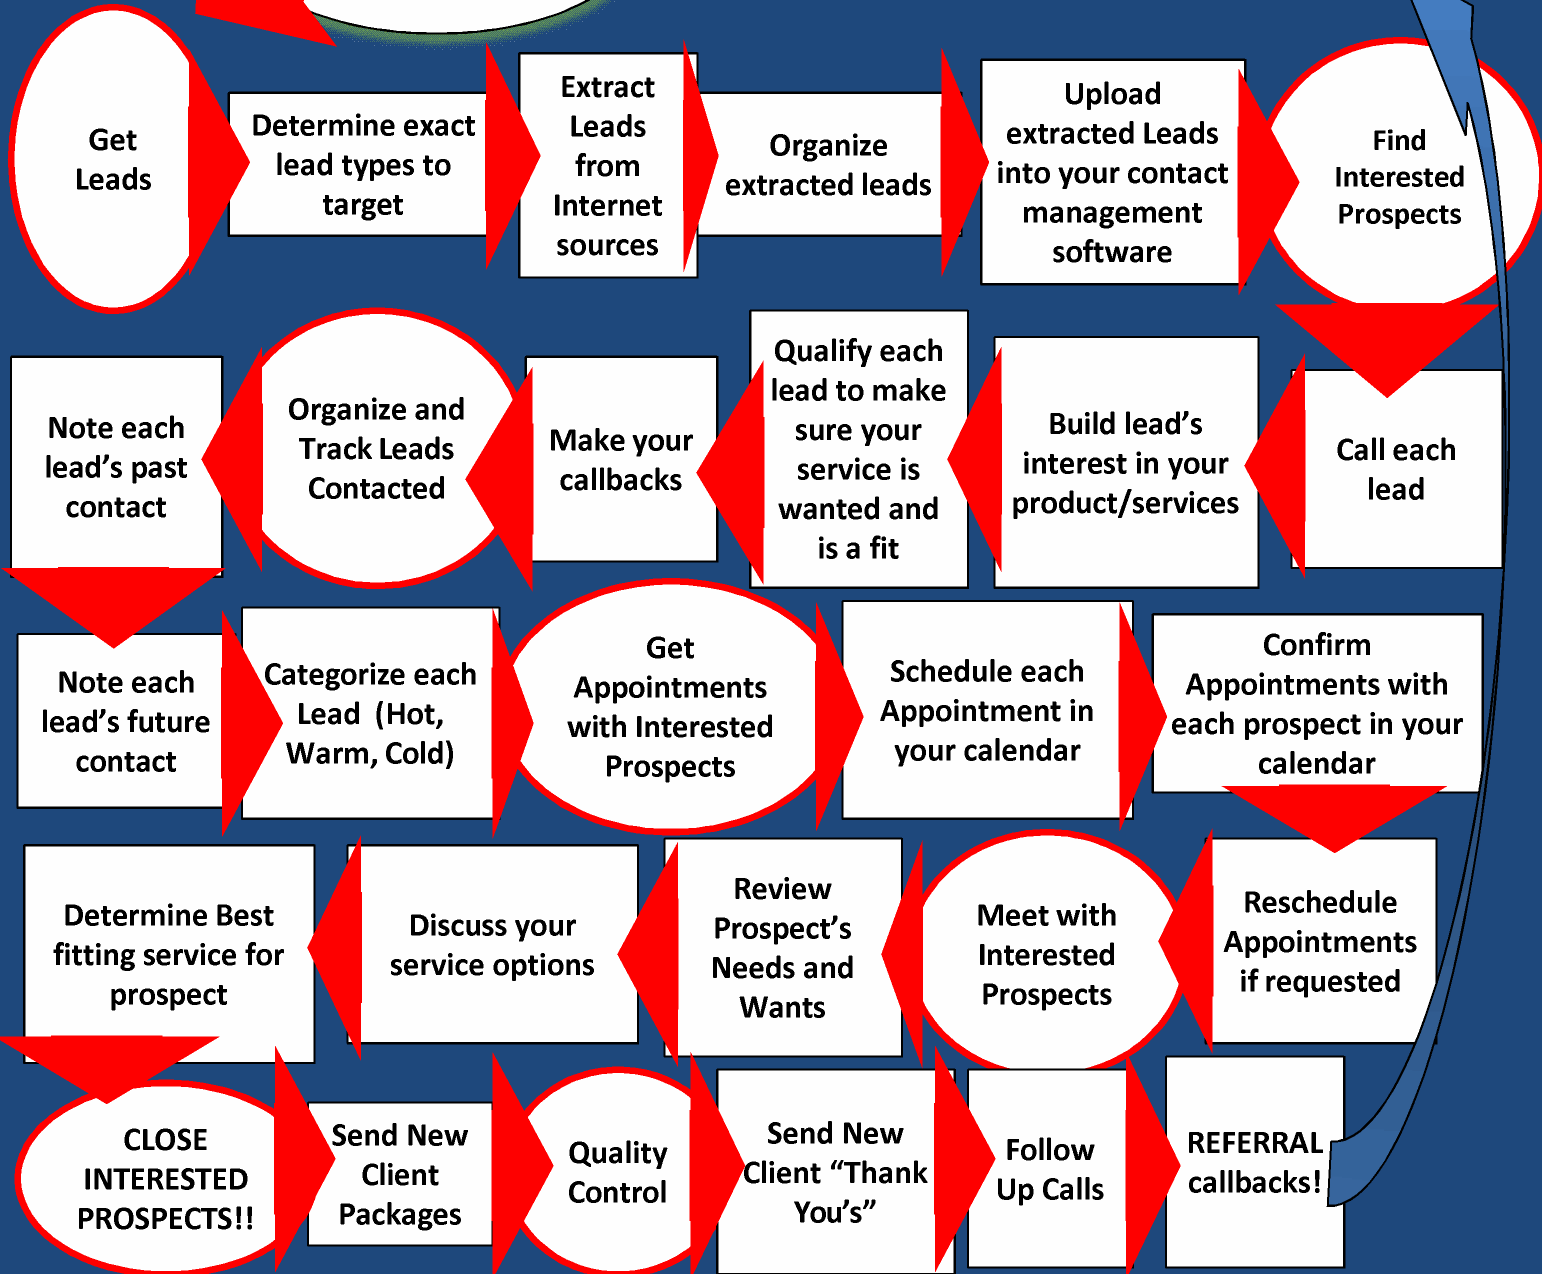 Get
Leads
Determine exact
lead types to
target
Extract
Leads
from
Internet
sources
Organize
extracted leads
Upload
extracted Leads
into your contact
management
software
Find
Interested
Prospects
Call each
lead
Build lead’s
interest in your
product/services
Qualify each
lead to make
sure your
service is
wanted and
is a fit
Make your
callbacks
Organize and
Track Leads
Contacted
Note each
lead’s past
contact
Note each
lead’s future
contact
Categorize each
Lead (Hot,
Warm, Cold)
Get
Appointments
with Interested
Prospects
Schedule each
Appointment in
your calendar
Confirm
Appointments with
each prospect in your
calendar
Reschedule
Appointments
if requested
Meet with
Interested
Prospects
Review
Prospect’s
Needs and
Wants
Discuss your
service options
Determine Best
fitting service for
prospect
CLOSE
INTERESTED
PROSPECTS!!
Send New
Client
Packages
Quality
Control
Send New
Client “Thank
You’s”
Follow
Up Calls
REFERRAL
callbacks!